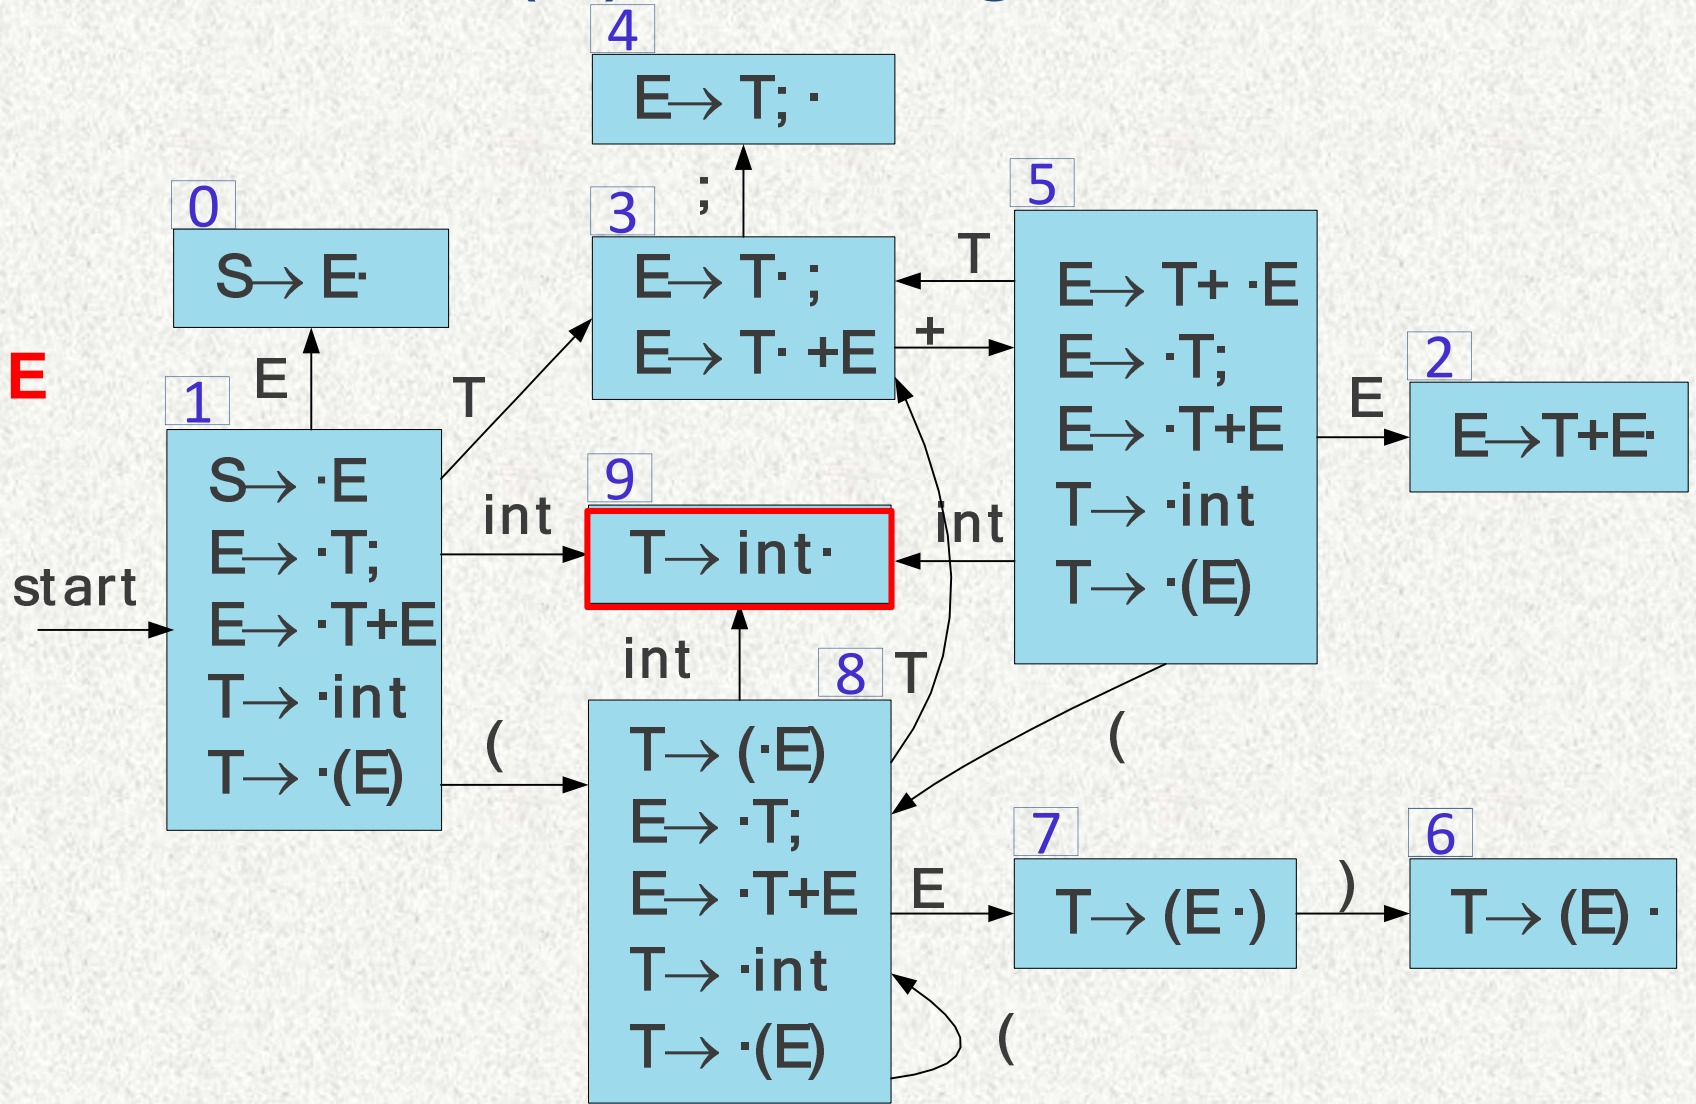 4
E→ T; ·
0
S→ E·
;
3
E→ T· ;
E→ T· +E
T
+
5
E→ T+ ·E
E→ ·T;
E→ ·T+E
T→ ·int
T→ ·(E)
E
2
E→T+E·
E
E
T
1
S→ ·E
E→ ·T;
E→ ·T+E
T→ ·int
T→ ·(E)
start
int
9
T→ int·
int
int
8
T
(
(
T→ (·E)
E→ ·T;
E→ ·T+E
T→ ·int
T→ ·(E)
E
7
T→ (E·)
)
6
T→ (E) ·
(